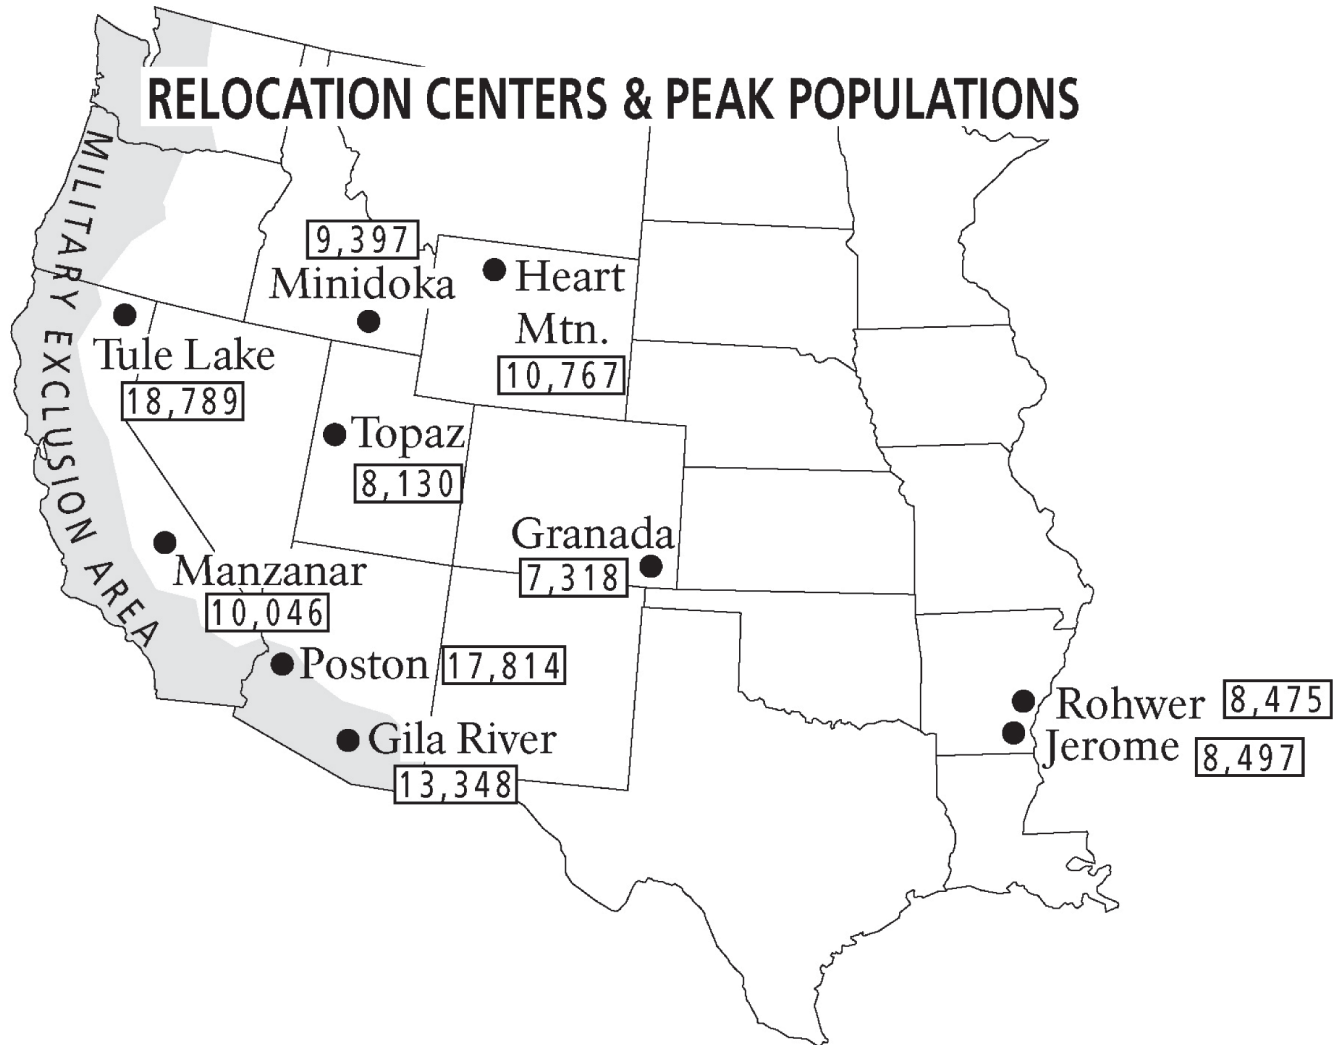 RELOCATION CENTERS & PEAK POPULATIONS
MILITARY EXCLUSION AREA
9,397
Minidoka
Heart
Mtn.
10,767
Tule Lake
18,789
Topaz
8,130
Granada
7,318
Manzanar
10,046
Poston 17,814
Rohwer 8,475
Jerome 8,497
Gila River
13,348